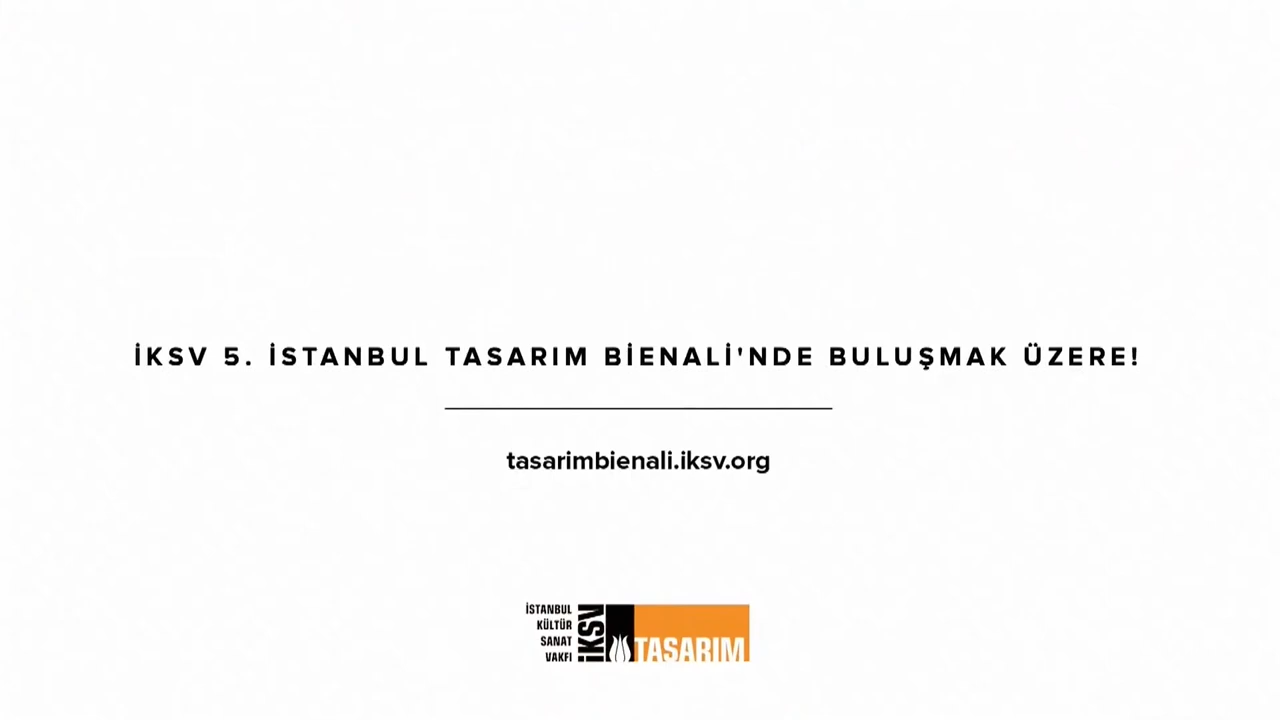 İKSV 5. İSTANBUL TASARIM BİENALİ'NDE BULUŞMAK ÜZERE!
tasarimbienali.iksv.org
İSTANBUL
KÜLTÜR
SANAT
VAKFI
İKSV
TASARIM